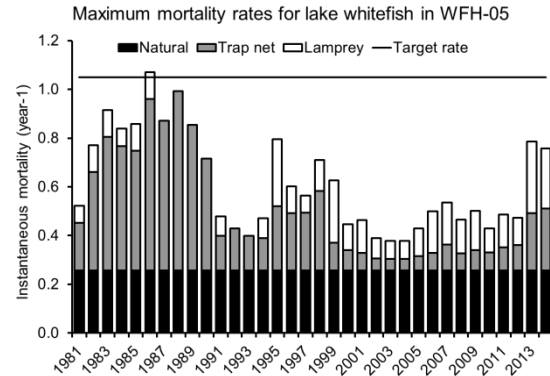 Maximum mortality rates for lake whitefish in WFH-05
Natural Trap net Lamprey Target rate
Instantaneous mortality (year-1)
1.2
1.0
0.8
0.6
0.4
0.2
0.0
1981 1983 1985 1987 1989 1991 1993 1995 1997 1999 2001 2003 2005 2007 2009 2011 2013